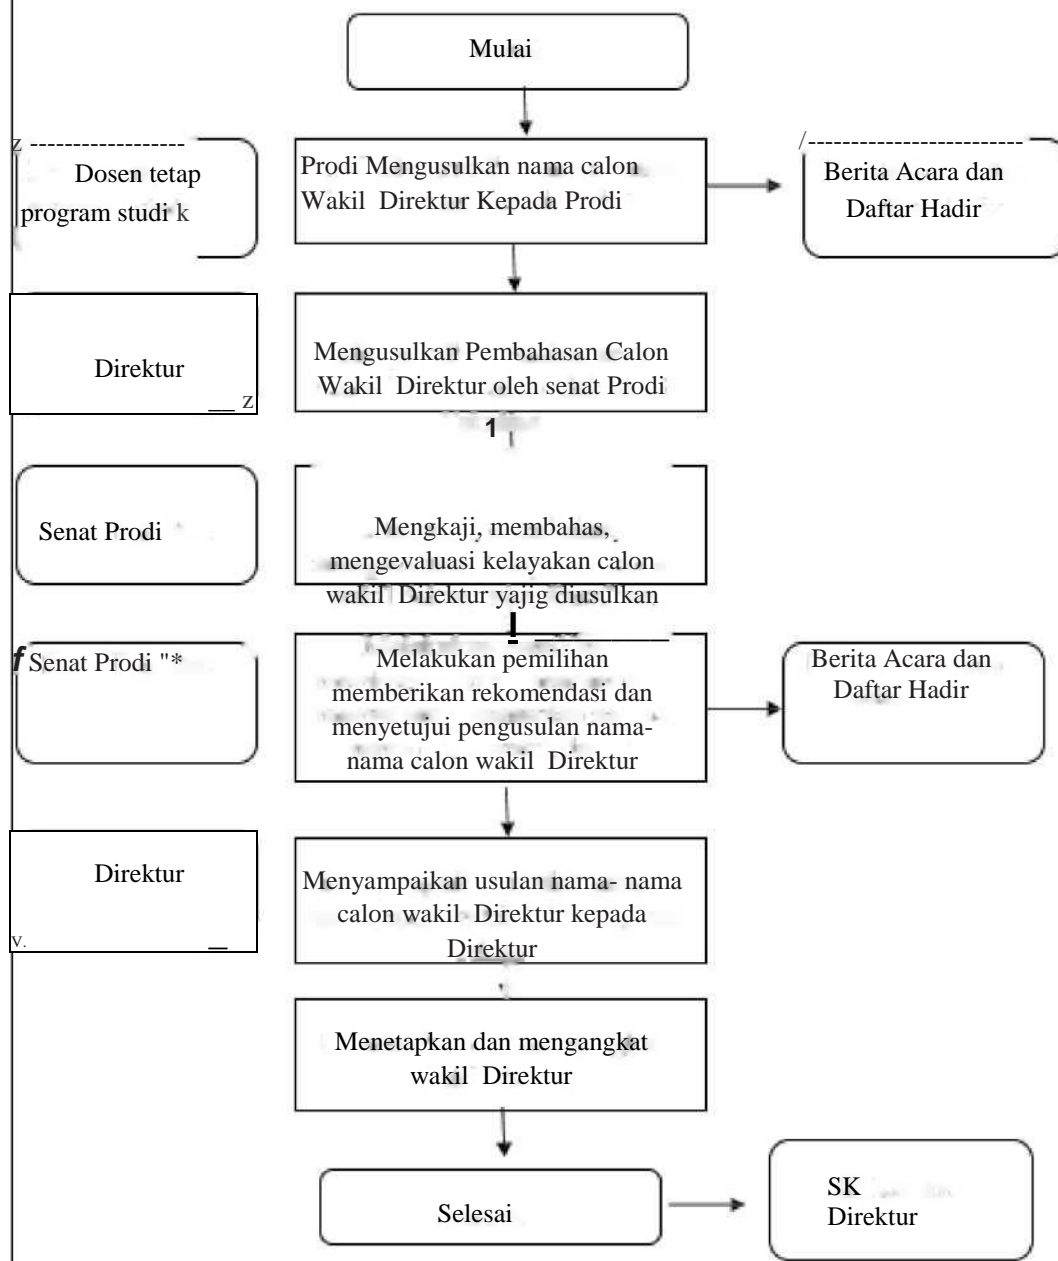 Mulai
Dosen tetap
program studi k
Prodi Mengusulkan nama calon
Wakil Direktur Kepada Prodi
Berita Acara dan
Daftar Hadir
Direktur
Mengusulkan Pembahasan Calon
Wakil Direktur oleh senat Prodi
1
Senat Prodi
Mengkaji, membahas,
mengevaluasi kelayakan calon
wakil Direktur yajig diusulkan
f Senat Prodi "*
Melakukan pemilihan
memberikan rekomendasi dan
menyetujui pengusulan nama-
nama calon wakil Direktur
Berita Acara dan
Daftar Hadir
Direktur
V.
Menyampaikan usulan nama- nama
calon wakil Direktur kepada
Direktur
Menetapkan dan mengangkat
wakil Direktur
Selesai
SK
Direktur